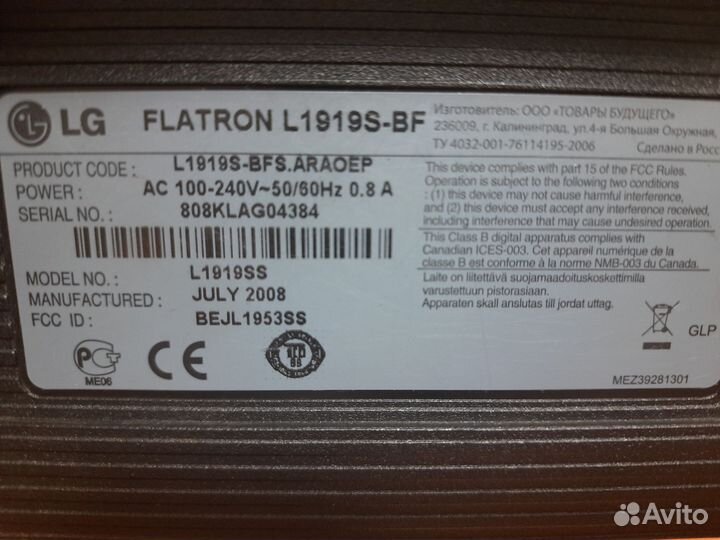 LG FLATRON L1919S-BF
Изготовитель: ООО «ТОВАРЫ БУДУЩЕГО»
236009, г. Калининград, ул.4-я Большая Окружная,
ТУ 4032-001-76114195-2006 Сделано в Росс
PRODUCT CODE : L1919S-BFS.ARAOEP
POWER : AC 100-240V~50/60Hz 0.8 A
SERIAL NO. : 808KLAG04384
MODEL NO.: L1919SS
MANUFACTURED : JULY 2008
FCC ID : BEJL1953SS
This device complies with part 15 of the FCC Rules.
Operation is subject to the following two conditions
: (1) this device may not cause harmful interference,
and (2) this device must accept any interference received,
including interference that may cause undesired operation.
This Class B digital apparatus complies with
Canadian ICES-003. Cet appareil numérique de la
classe B est conforme à la norme NMB-003 du Canada.
Laite on liitettävä suojamaadoituskoskettimilla
varustettuun pistorasiaan.
Apparaten skall anslutas till jordat uttag.
ME06
CE
GLP
MEZ39281301
Avito